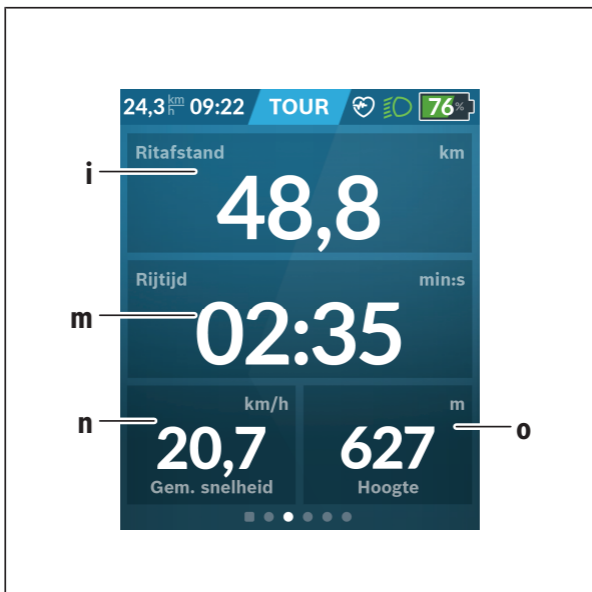 24,3 km/h 09:22 TOUR 76%
Ritafstand km
i
48,8
Rijtijd min:s
m
02:35
km/h m
n
o
20,7 627
Gem. snelheid Hoogte